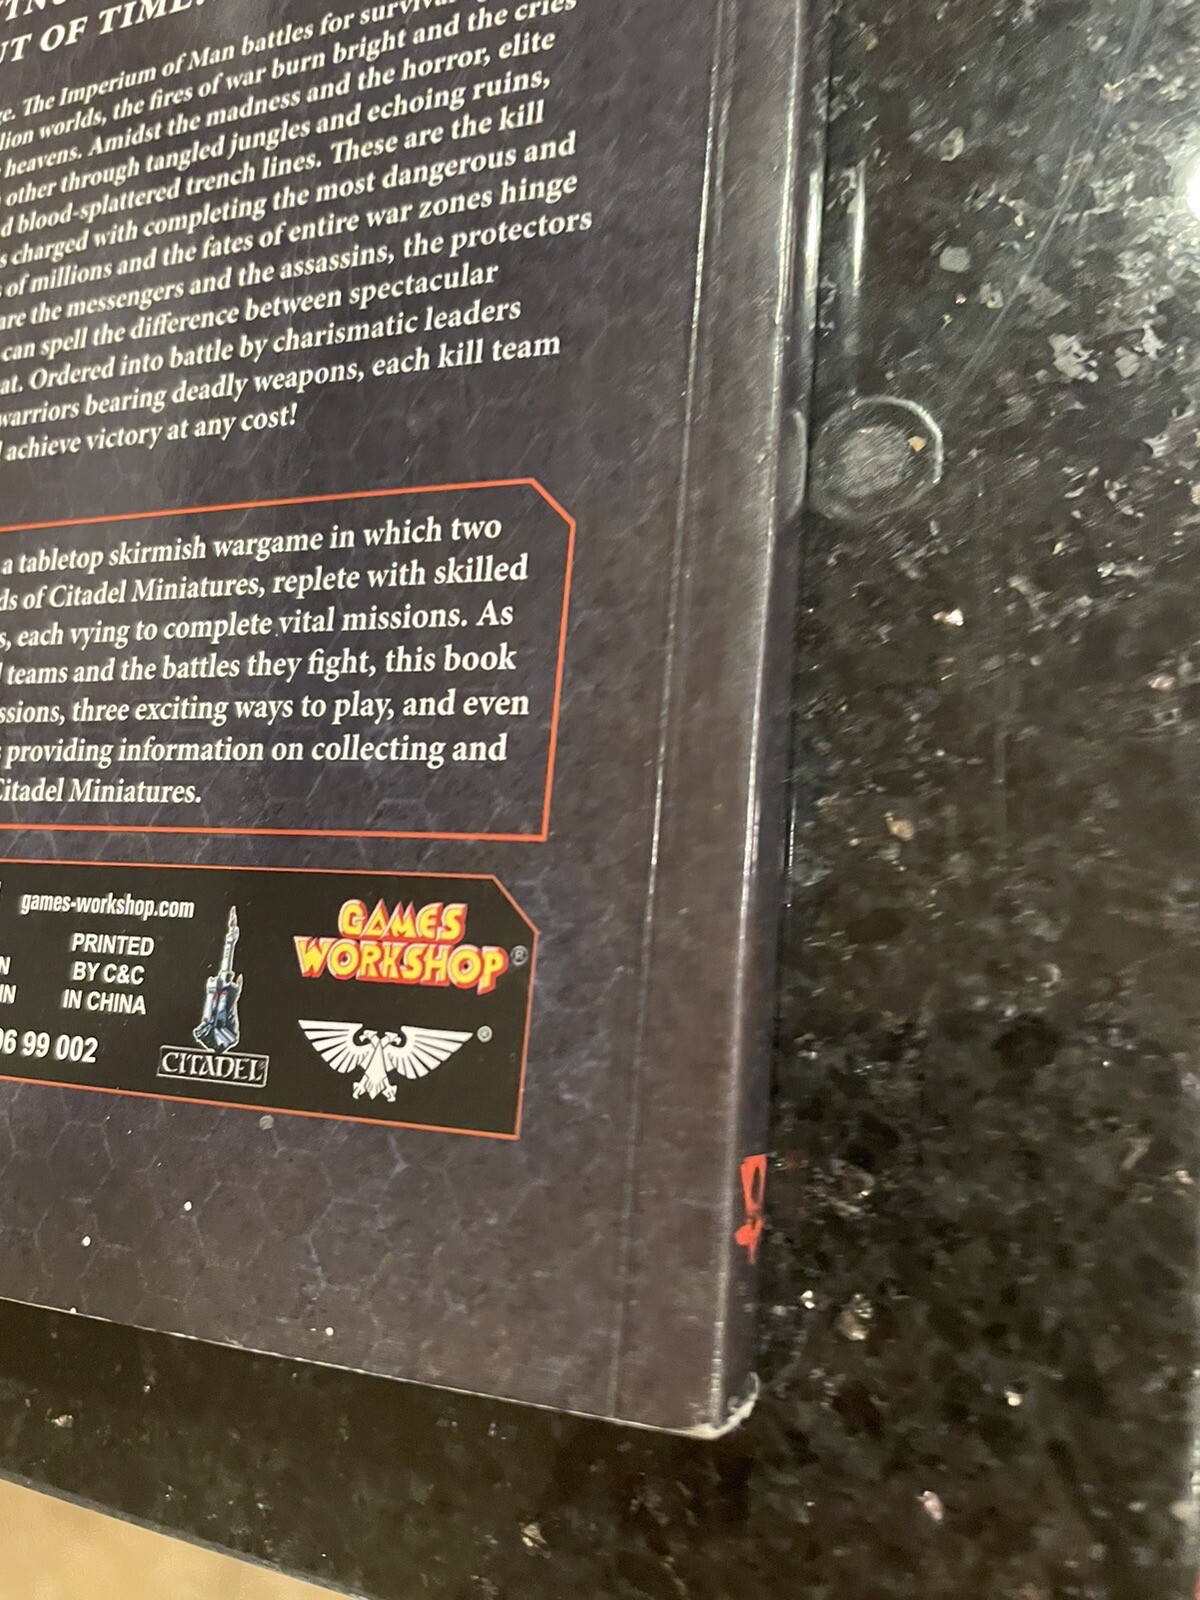 UT OF TIME.
The Imperium of Man battles for
worlds, the fires of war burn bright and the cries
heavens. Amidst the madness and the horror, elite
other through tangled jungles and echoing ruins,
blood-splattered trench lines. These are the kill
charged with completing the most dangerous and
of millions and the fates of entire war zones hinge
are the messengers and the assassins, the protectors
can spell the difference between spectacular
at. Ordered into battle by charismatic leaders
warriors bearing deadly weapons, each kill team
achieve victory at any cost!
a tabletop skirmish wargame in which two
ds of Citadel Miniatures, replete with skilled
s, each vying to complete vital missions. As
teams and the battles they fight, this book
ssions, three exciting ways to play, and even
providing information on collecting and
Citadel Miniatures.
games-workshop.com
PRINTED
BY C&C
IN CHINA
06 99 002
CITADEL
GAMES
WORKSHOP®
®